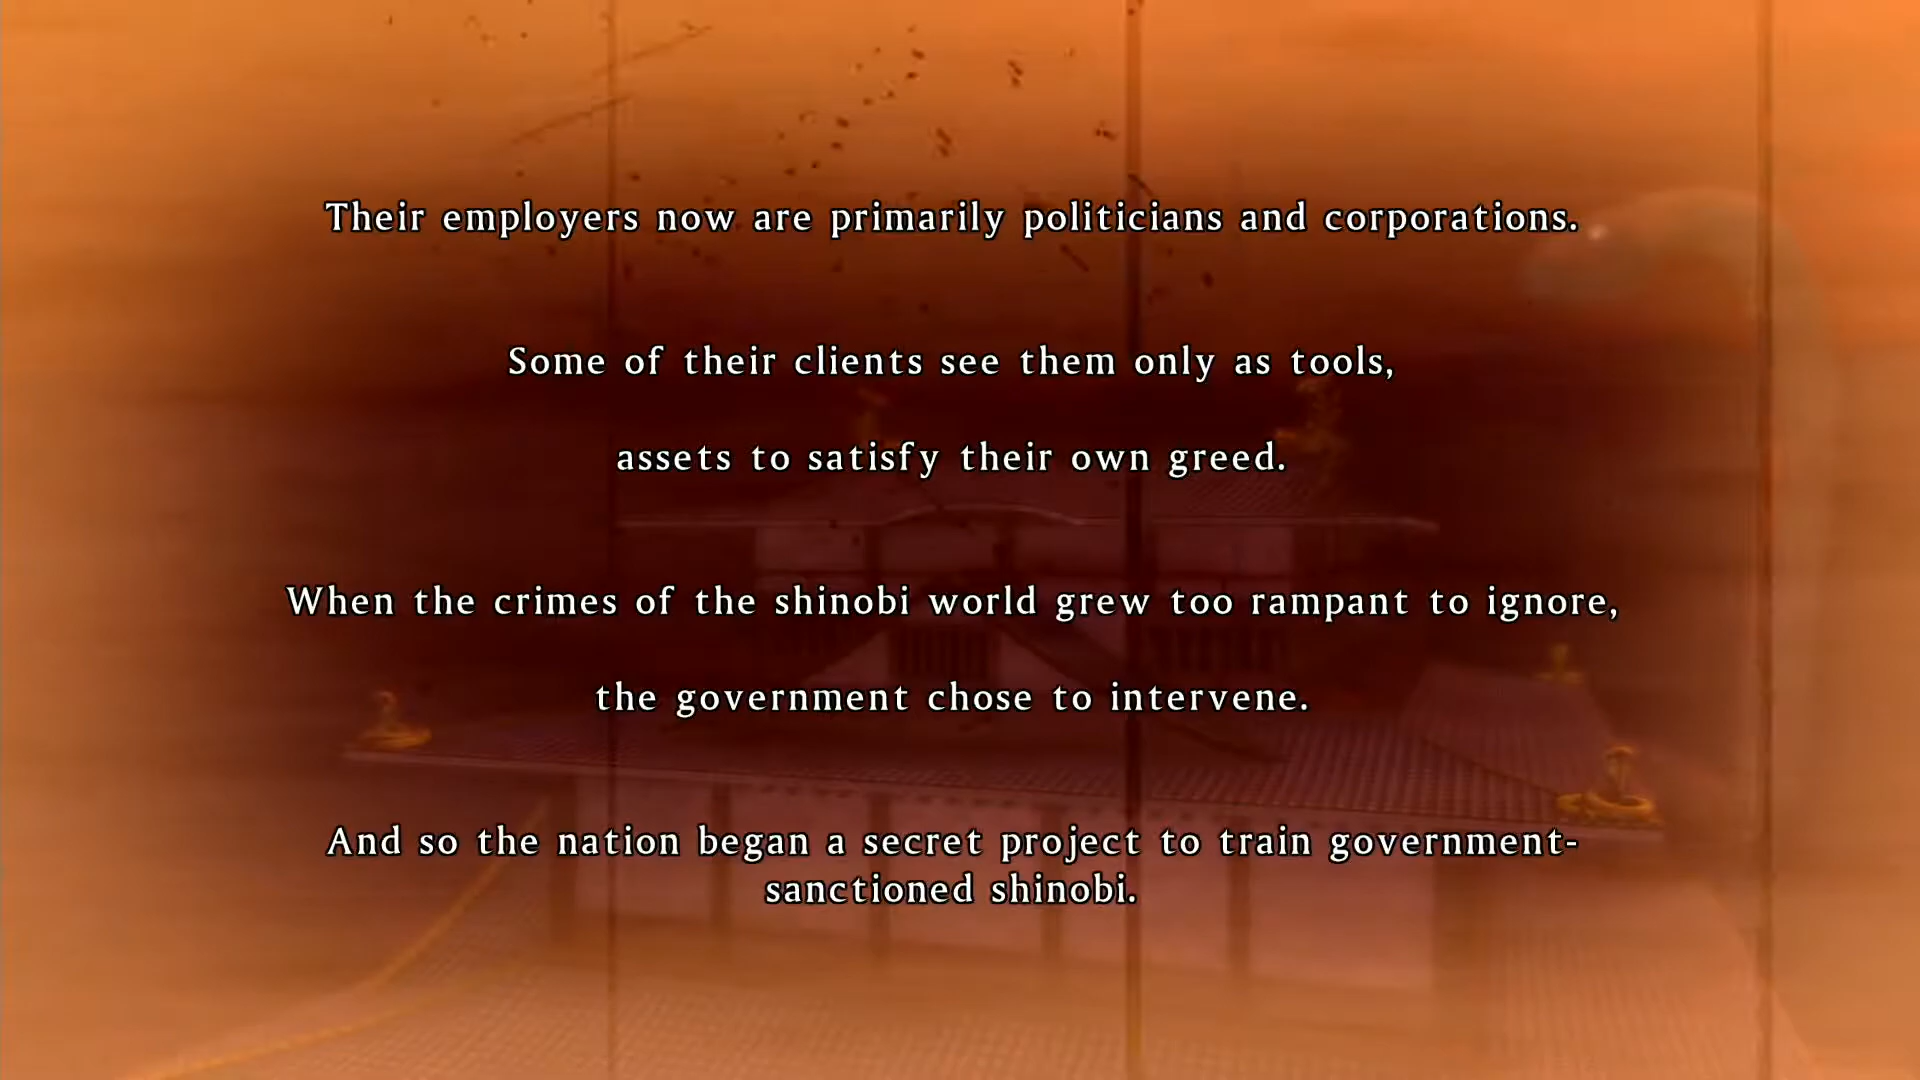 Their employers now are primarily politicians and corporations.
Some of their clients see them only as tools,
assets to satisfy their own greed.
When the crimes of the shinobi world grew too rampant to ignore,
the government chose to intervene.
And so the nation began a secret project to train government-
sanctioned shinobi.